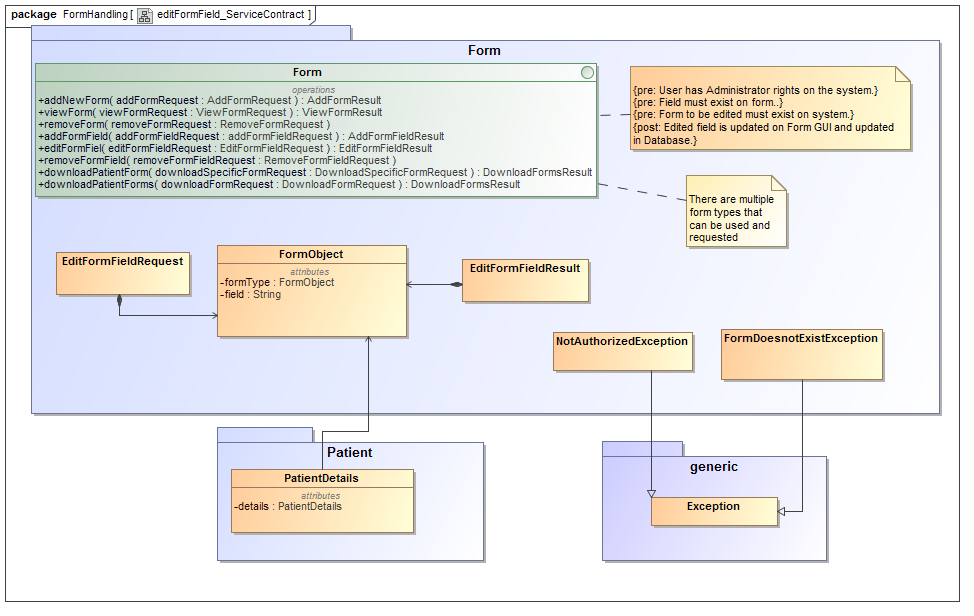 package FormHandling[ editFormField_ServiceContract ]
Form
Form
operations
+addNewForm( addFormRequest : AddFormRequest ) : AddFormResult
+viewForm( viewFormRequest : ViewFormRequest ) : ViewFormResult
+removeForm( removeFormRequest : RemoveFormRequest )
+addFormField( addFormFieldRequest : addFormFieldRequest ) : AddFormFieldResult
+editFormFiel( editFormFieldRequest : EditFormFieldRequest ) : EditFormFieldResult
+removeFormField( removeFormFieldRequest : RemoveFormFieldRequest )
+downloadPatientForm( downloadSpecificFormRequest : DownloadSpecificFormRequest ) : DownloadFormsResult
+downloadPatientForms( downloadFormRequest : DownloadFormRequest ) : DownloadFormsResult
{pre: User has Administrator rights on the system.}
{pre: Field must exist on form..}
{pre: Form to be edited must exist on system.}
{post: Edited field is updated on Form GUI and updated
in Database.}
There are multiple
form types that
can be used and
requested
EditFormFieldRequest
FormObject
attributes
-formType : FormObject
-field : String
EditFormFieldResult
NotAuthorizedException
FormDoesnotExistException
Patient
PatientDetails
attributes
-details : PatientDetails
generic
Exception